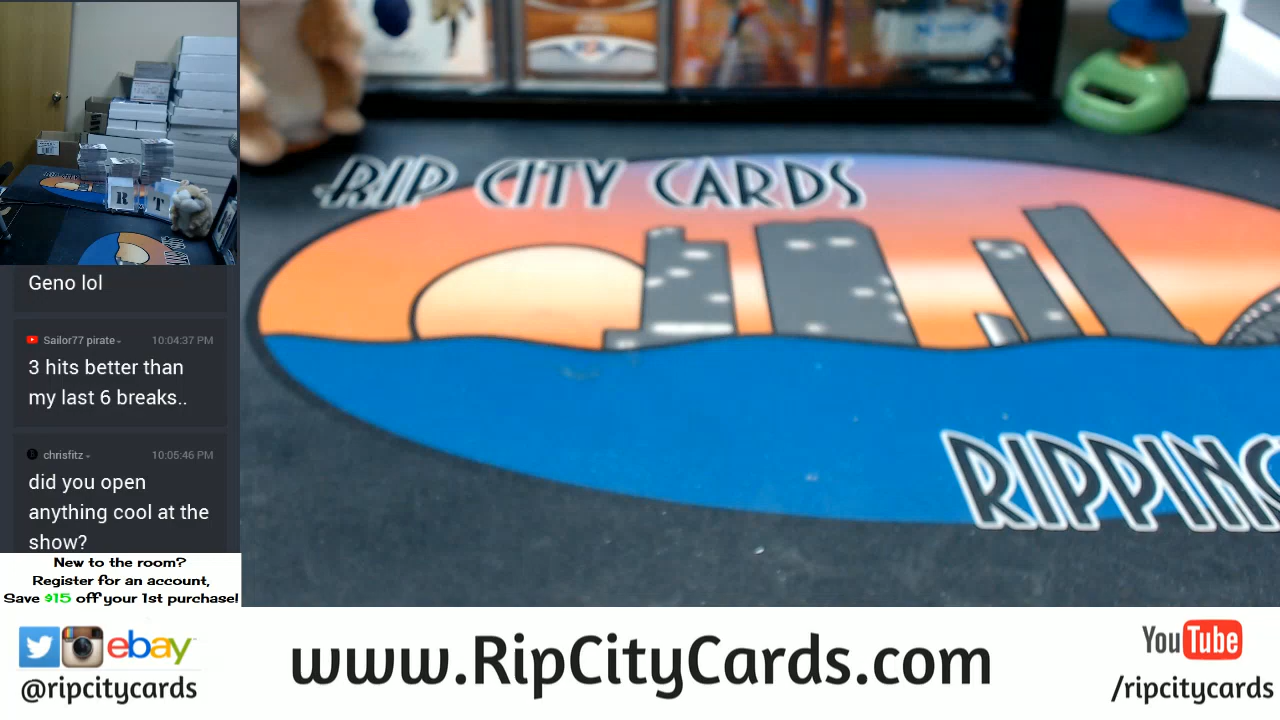 RIP CITY CARDS
RIPPING
R
T
Geno lol
Sailor77 pirate
10:04:37 PM
3 hits better than
my last 6 breaks..
chrisfitz
10:05:46 PM
did you open
anything cool at the
show?
New to the room?
Register for an account,
Save $15 off your 1st purchase!
ebay
@ripcitycards
www.RipCityCards.com
YouTube
/ripcitycards